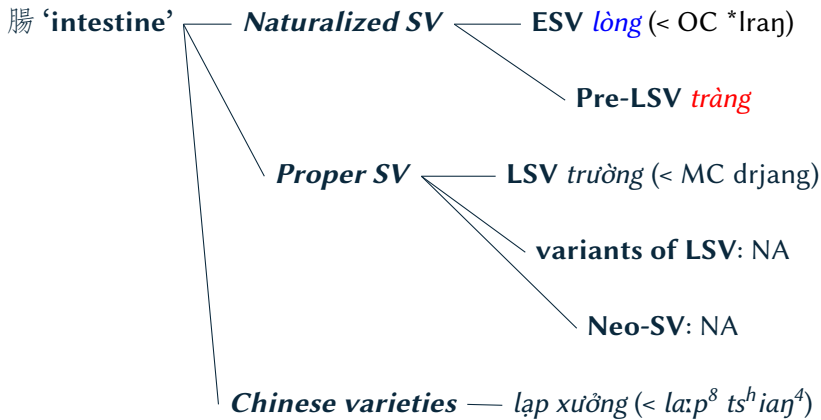 腸 ‘intestine’
Naturalized SV
ESV lòng (< OC *lraŋ)
Pre-LSV tràng
Proper SV
LSV trường (< MC drjang)
variants of LSV: NA
Neo-SV: NA
Chinese varieties
lạp xưởng (< laːp⁸ tsʰiaŋ⁴)